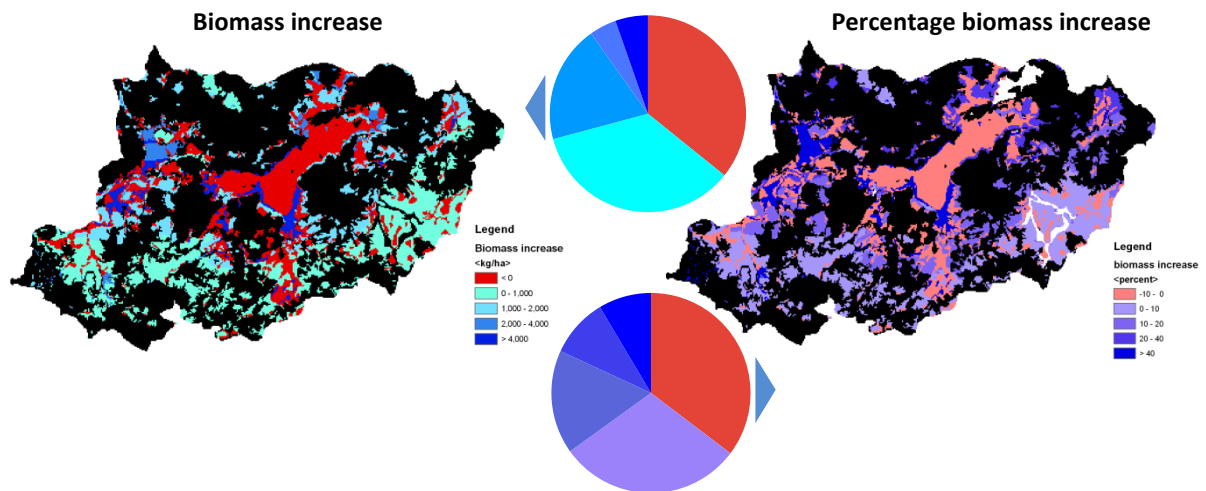 Biomass increase
Percentage biomass increase
Legend
Biomass increase
<kg/ha>
< 0
0 - 1,000
1,000 - 2,000
2,000 - 4,000
> 4,000
Legend
biomass increase
<percent>
-10 - 0
0 - 10
10 - 20
20 - 40
> 40